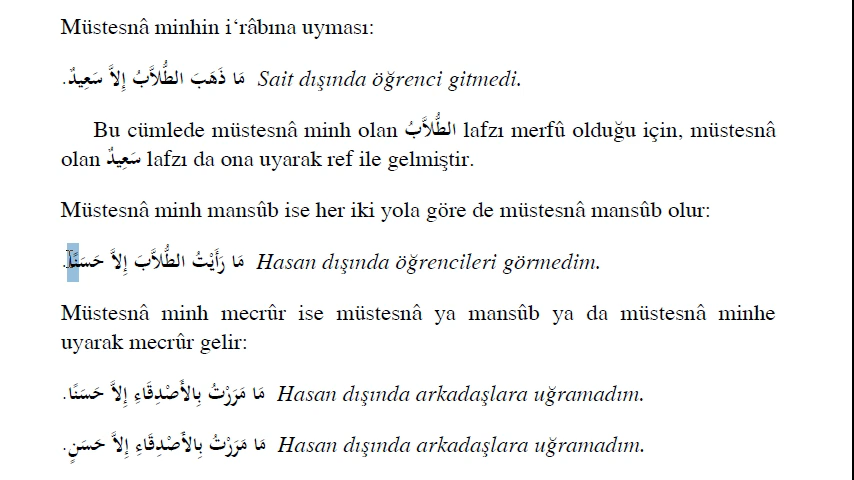 Müstesnâ minhin i‘râbına uyması:
مَا ذَهَبَ الطُّلاَّبُ إِلاَّ سَعِيدٌ. Sait dışında öğrenci gitmedi.
Bu cümlede müstesnâ minh olan الطُّلاَّبُ lafzı merfû olduğu için, müstesnâ
olan سَعِيدٌ lafzı da ona uyarak ref ile gelmiştir.
Müstesnâ minh mansûb ise her iki yola göre de müstesnâ mansûb olur:
مَا رَأَيْتُ الطُّلاَّبَ إِلاَّ حَسَنًا. Hasan dışında öğrencileri görmedim.
Müstesnâ minh mecrûr ise müstesnâ ya mansûb ya da müstesnâ minhe
uyarak mecrûr gelir:
مَا مَرَرْتُ بِالأَصْدِقَاءِ إِلاَّ حَسَنًا. Hasan dışında arkadaşlara uğramadım.
مَا مَرَرْتُ بِالأَصْدِقَاءِ إِلاَّ حَسَنٍ. Hasan dışında arkadaşlara uğramadım.